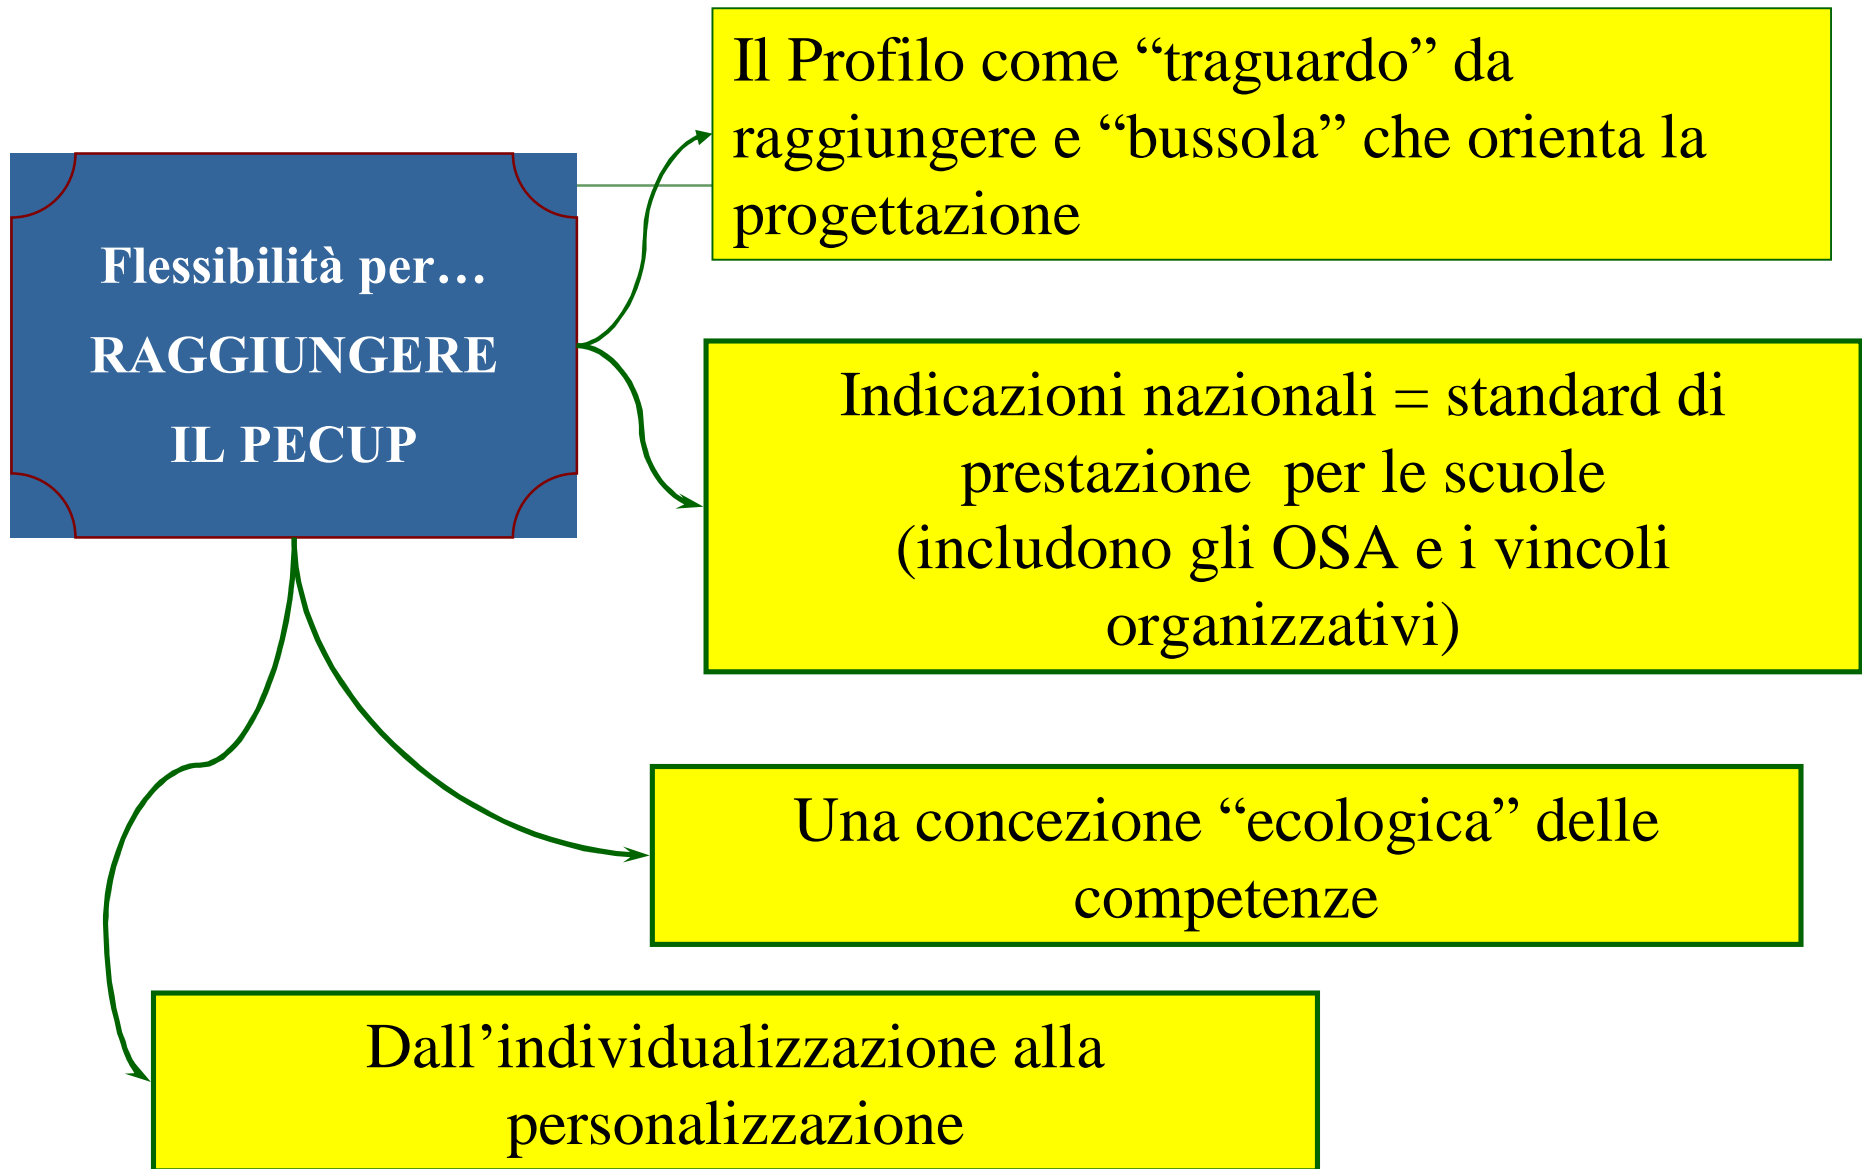 Flessibilità per…
RAGGIUNGERE
IL PECUP
Il Profilo come “traguardo” da
raggiungere e “bussola” che orienta la
progettazione
Indicazioni nazionali = standard di
prestazione  per le scuole
(includono gli OSA e i vincoli
organizzativi)
Una concezione “ecologica” delle
competenze
Dall’individualizzazione alla
personalizzazione